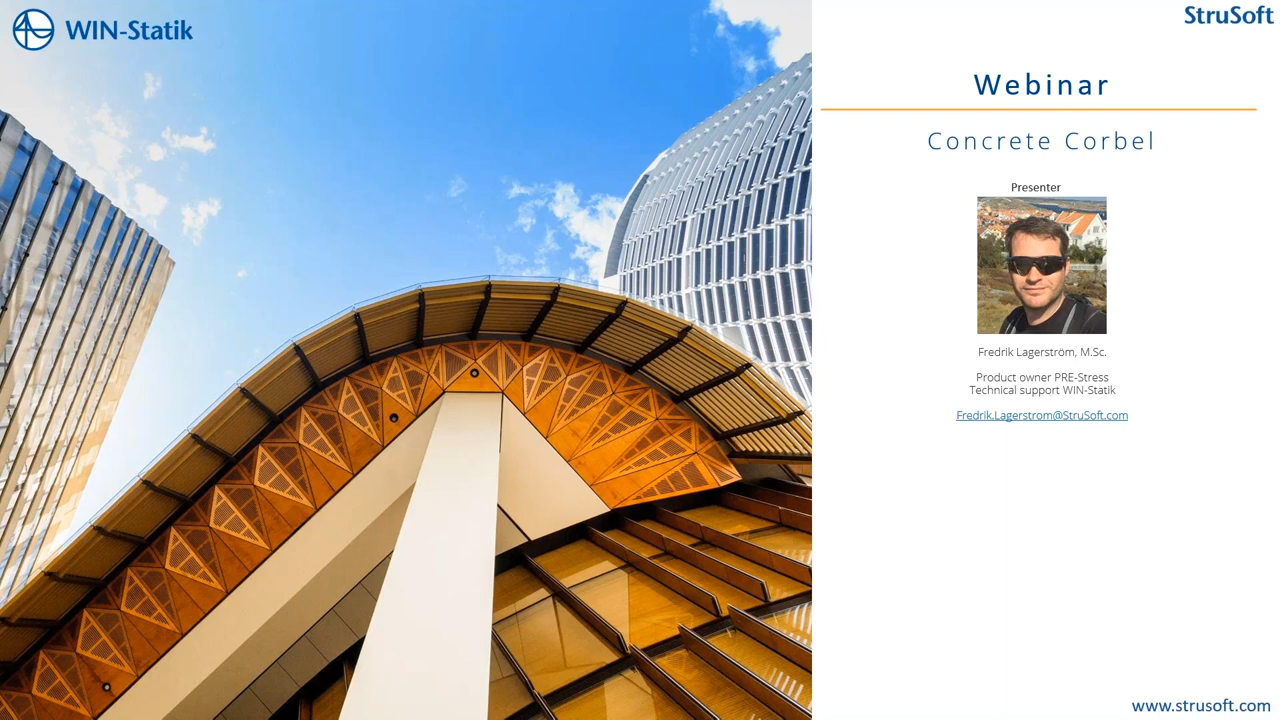 WIN-Statik
StruSoft
Webinar
Concrete Corbel
Presenter
Fredrik Lagerström, M.Sc.
Product owner PRE-Stress
Technical support WIN-Statik
Fredrik.Lagerstrom@StruSoft.com
www.strusoft.com